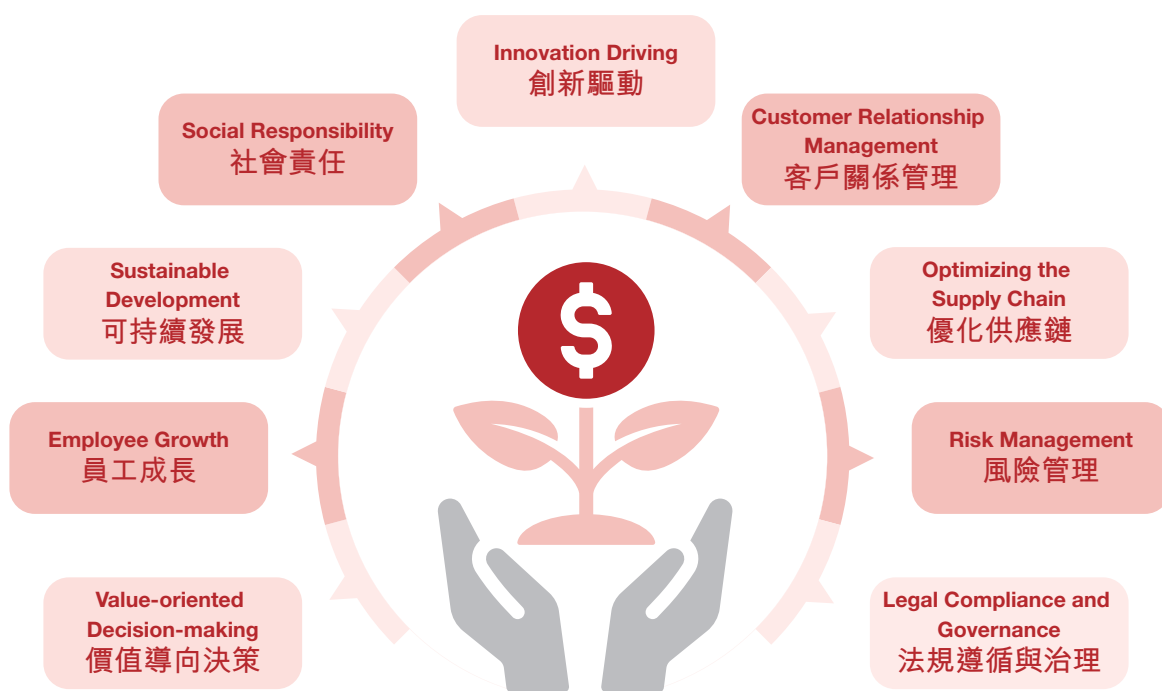 Innovation Driving
創新驅動
Social Responsibility
社會責任
Customer Relationship
Management
客戶關係管理
Sustainable
Development
可持續發展
Optimizing the
Supply Chain
優化供應鏈
$
Employee Growth
員工成長
Risk Management
風險管理
Value-oriented
Decision-making
價值導向決策
Legal Compliance and
Governance
法規遵循與治理